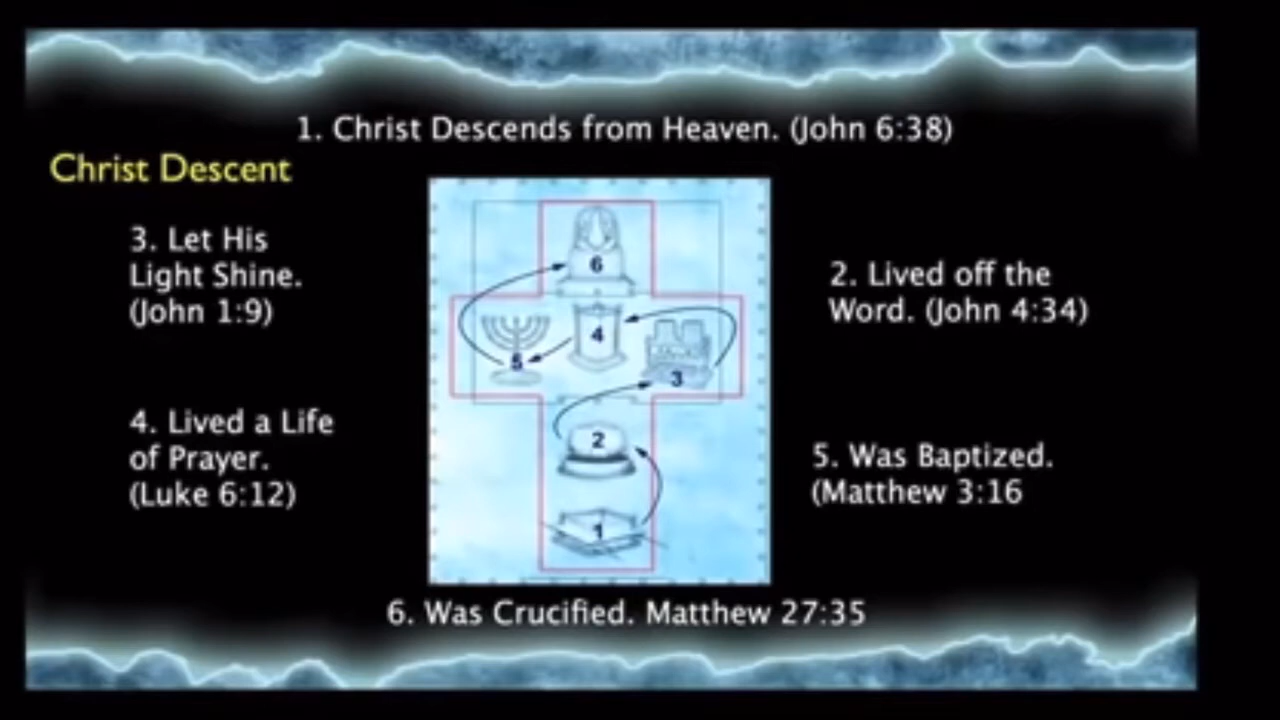 1. Christ Descends from Heaven. (John 6:38)
Christ Descent
3. Let His
Light Shine.
(John 1:9)
2. Lived off the
Word. (John 4:34)
6
4
5
3
2
1
4. Lived a Life
of Prayer.
(Luke 6:12)
5. Was Baptized.
(Matthew 3:16
6. Was Crucified. Matthew 27:35